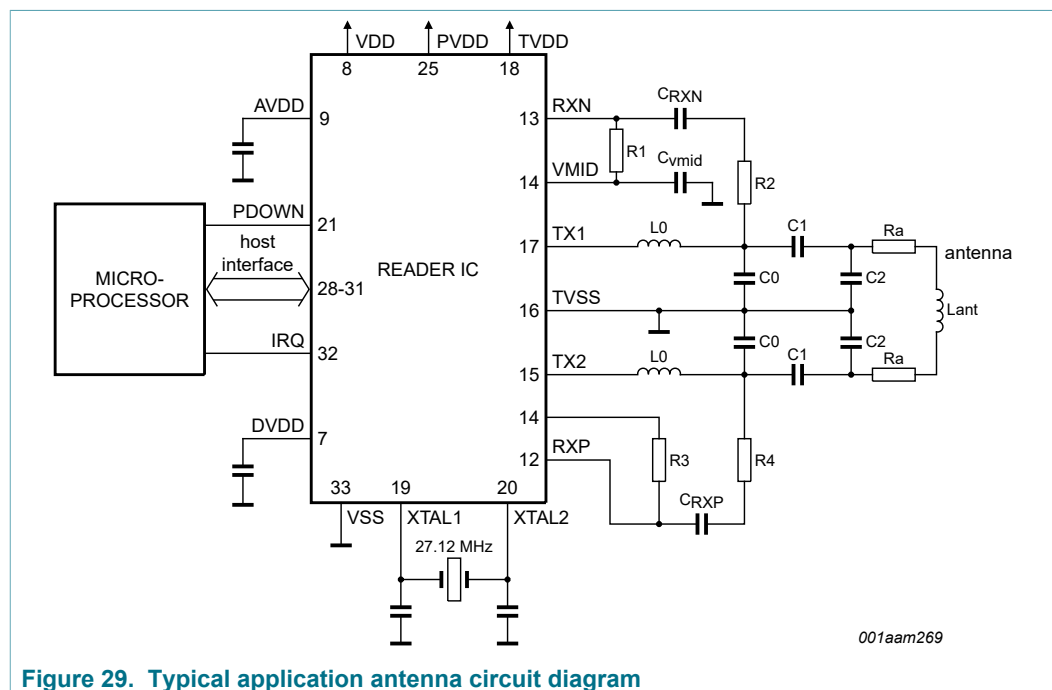 VDD
PVDD
TVDD
8
25
18
AVDD
9
RXN
13
CRXN
R1
VMID
14
Cvmid
R2
PDOWN
21
host
interface
28-31
MICRO-
PROCESSOR
IRQ
32
READER IC
TX1
17
L0
C1
Ra
antenna
C0
C2
TVSS
16
Lant
C0
C2
TX2
15
L0
C1
Ra
14
RXP
12
R3
R4
CRXP
DVDD
7
33
19
20
VSS
XTAL1
XTAL2
27.12 MHz
001aam269
Figure 29. Typical application antenna circuit diagram